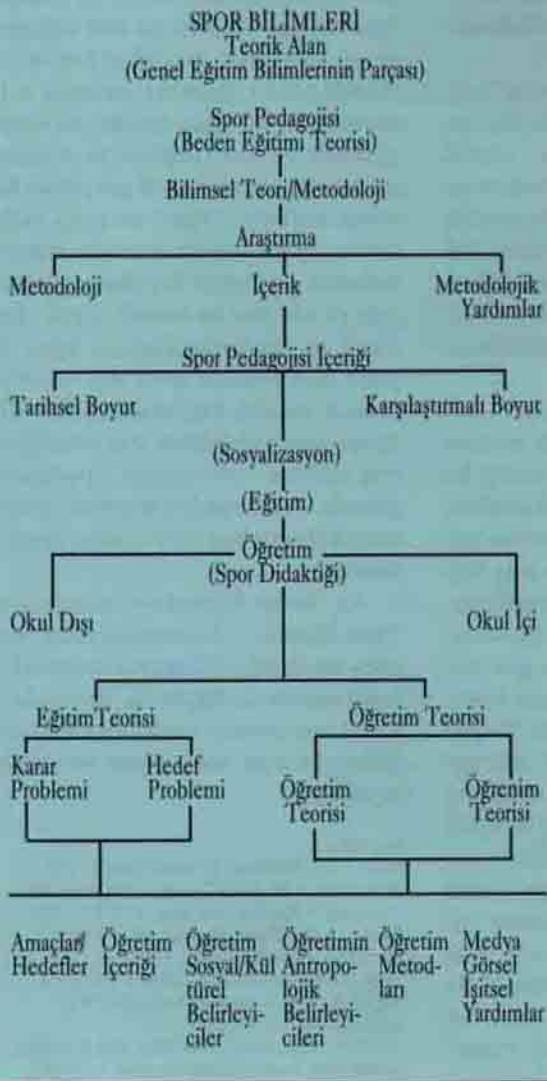 SPOR BİLİMLERİ
Teorik Alan
(Genel Eğitim Bilimlerinin Parçası)
Spor Pedagojisi
(Beden Eğitimi Teorisi)
Bilimsel Teori/Metodoloji
Araştırma
Metodoloji
İçerik
Metodolojik
Yardımlar
Spor Pedagojisi İçeriği
Tarihsel Boyut
Karşılaştırmalı Boyut
(Sosyalizasyon)
(Eğitim)
Öğretim
(Spor Didaktiği)
Okul Dışı
Okul İçi
Eğitim Teorisi
Öğretim Teorisi
Karar
Problemi
Hedef
Problemi
Öğretim
Teorisi
Öğrenim
Teorisi
Amaçlar/
Hedefler
Öğretim
İçeriği
Öğretim
Sosyal/Kül
türel
Belirleyi-
ciler
Öğretimin
Antropo-
lojik
Belirleyi-
cileri
Öğretim
Metod-
ları
Medya
Görsel
İşitsel
Yardımlar